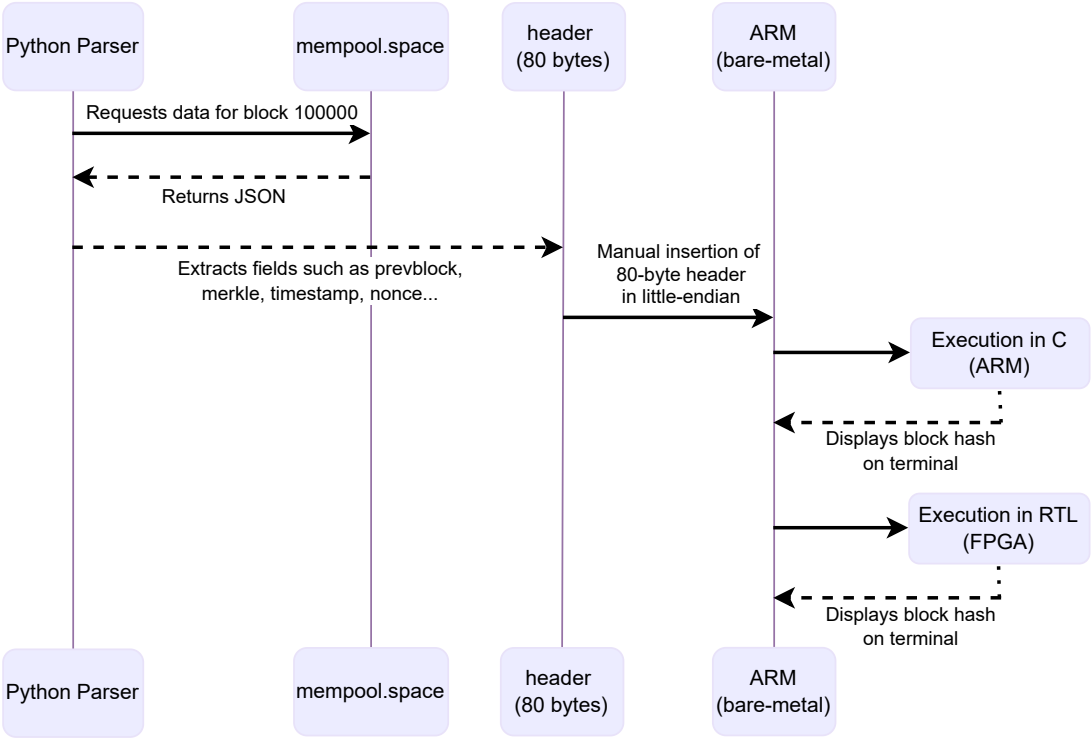 Python Parser
mempool.space
header
(80 bytes)
ARM
(bare-metal)
Requests data for block 100000
Returns JSON
Extracts fields such as prevblock,
merkle, timestamp, nonce...
Manual insertion of
80-byte header
in little-endian
Execution in C
(ARM)
Displays block hash
on terminal
Execution in RTL
(FPGA)
Displays block hash
on terminal
Python Parser
mempool.space
header
(80 bytes)
ARM
(bare-metal)